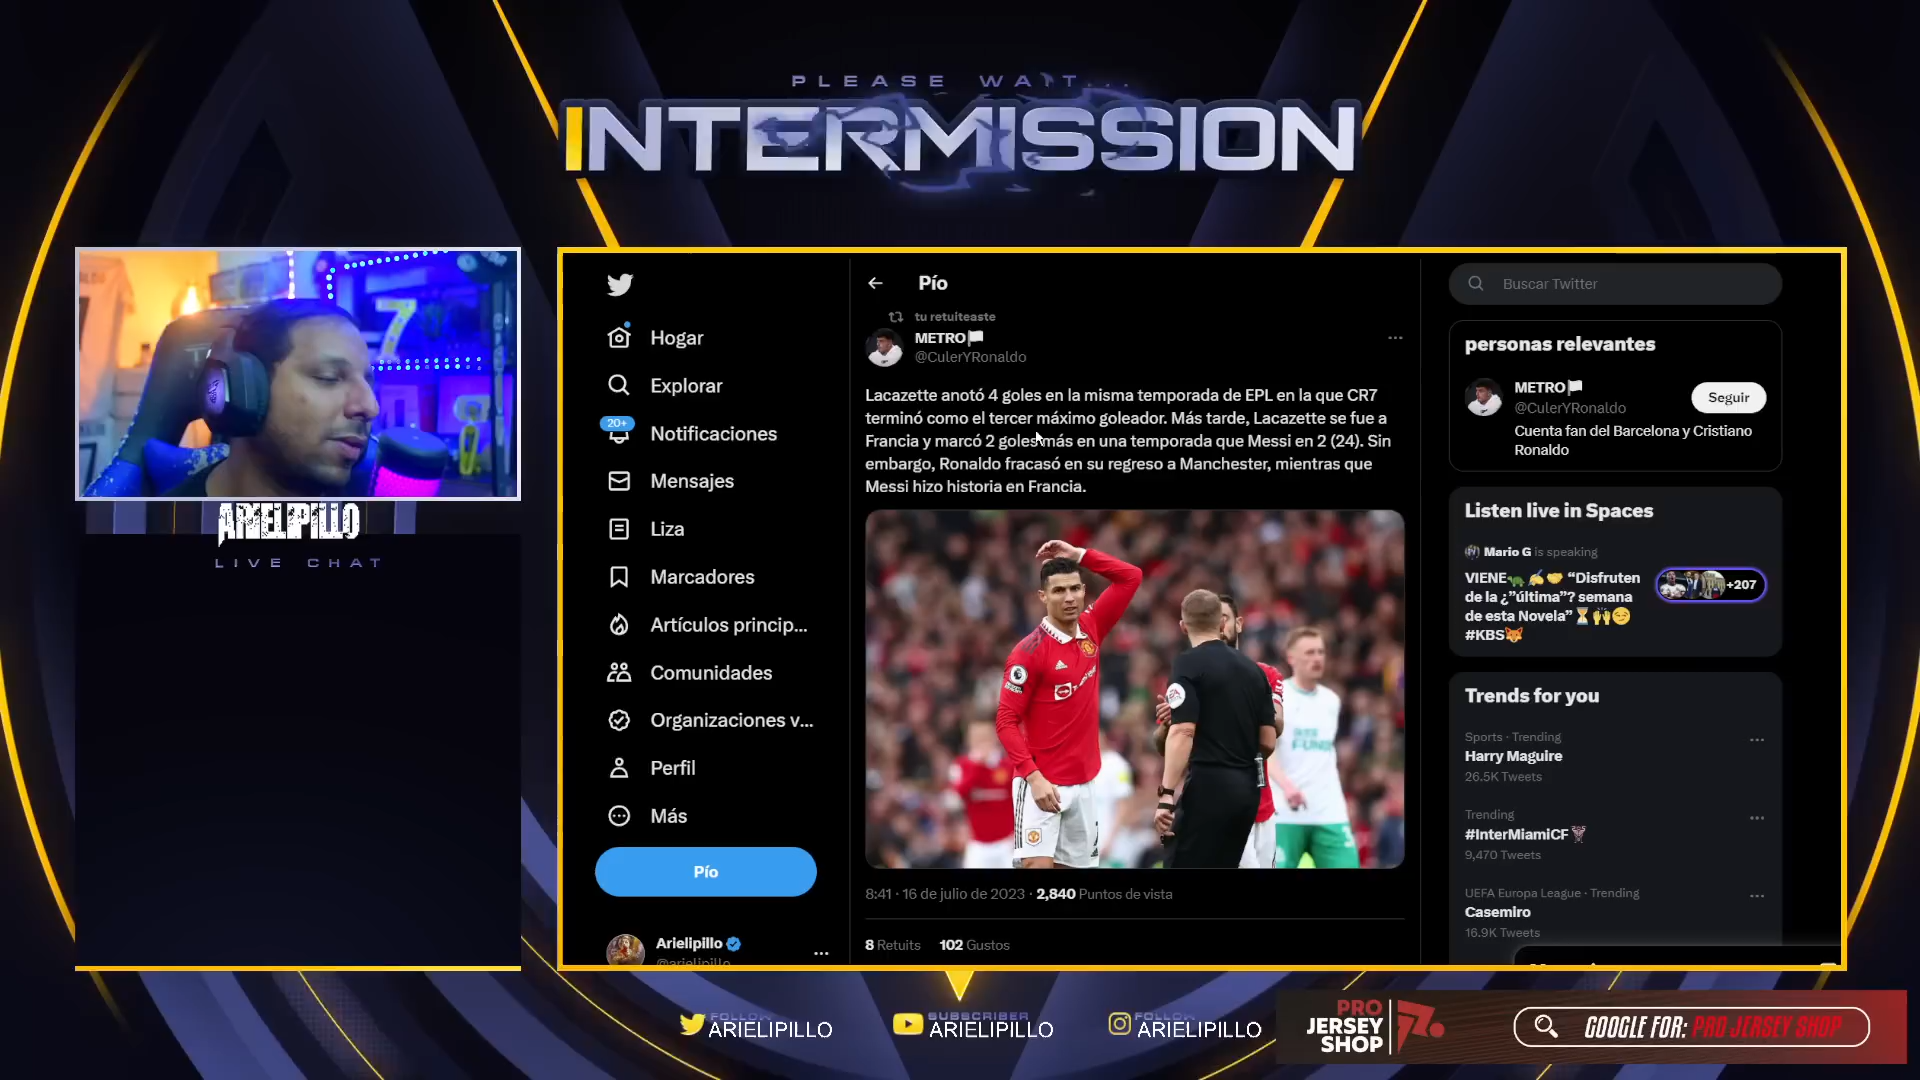 PLEASE WAIT...
INTERMISSION
ARIELIPILLO
LIVE CHAT
Hogar
Explorar
20+
Notificaciones
Mensajes
Liza
Marcadores
Artículos princip...
Comunidades
Organizaciones v...
Perfil
Más
Pío
Arielipillo
@arielipillo
Pío
tu retuiteaste
METRO
@CulerYRonaldo
Lacazette anotó 4 goles en la misma temporada de EPL en la que CR7
terminó como el tercer máximo goleador. Más tarde, Lacazette se fue a
Francia y marcó 2 goles más en una temporada que Messi en 2 (24). Sin
embargo, Ronaldo fracasó en su regreso a Manchester, mientras que
Messi hizo historia en Francia.
8:41 · 16 de julio de 2023 · 2,840 Puntos de vista
8 Retuits 102 Gustos
Buscar Twitter
personas relevantes
METRO
@CulerYRonaldo
Seguir
Cuenta fan del Barcelona y Cristiano
Ronaldo
Listen live in Spaces
Mario G is speaking
VIENE🐢✍️🤝 “Disfruten
de la ¿”última”? semana
de esta Novela”⏳🙌😏
#KBS🦊
+207
Trends for you
Sports · Trending
Harry Maguire
26.5K Tweets
Trending
#InterMiamiCF
9,470 Tweets
UEFA Europa League · Trending
Casemiro
16.9K Tweets
FOLLOW
ARIELIPILLO
SUBSCRIBER
ARIELIPILLO
FOLLOW
ARIELIPILLO
PRO
JERSEY
SHOP
GOOGLE FOR: PRO JERSEY SHOP